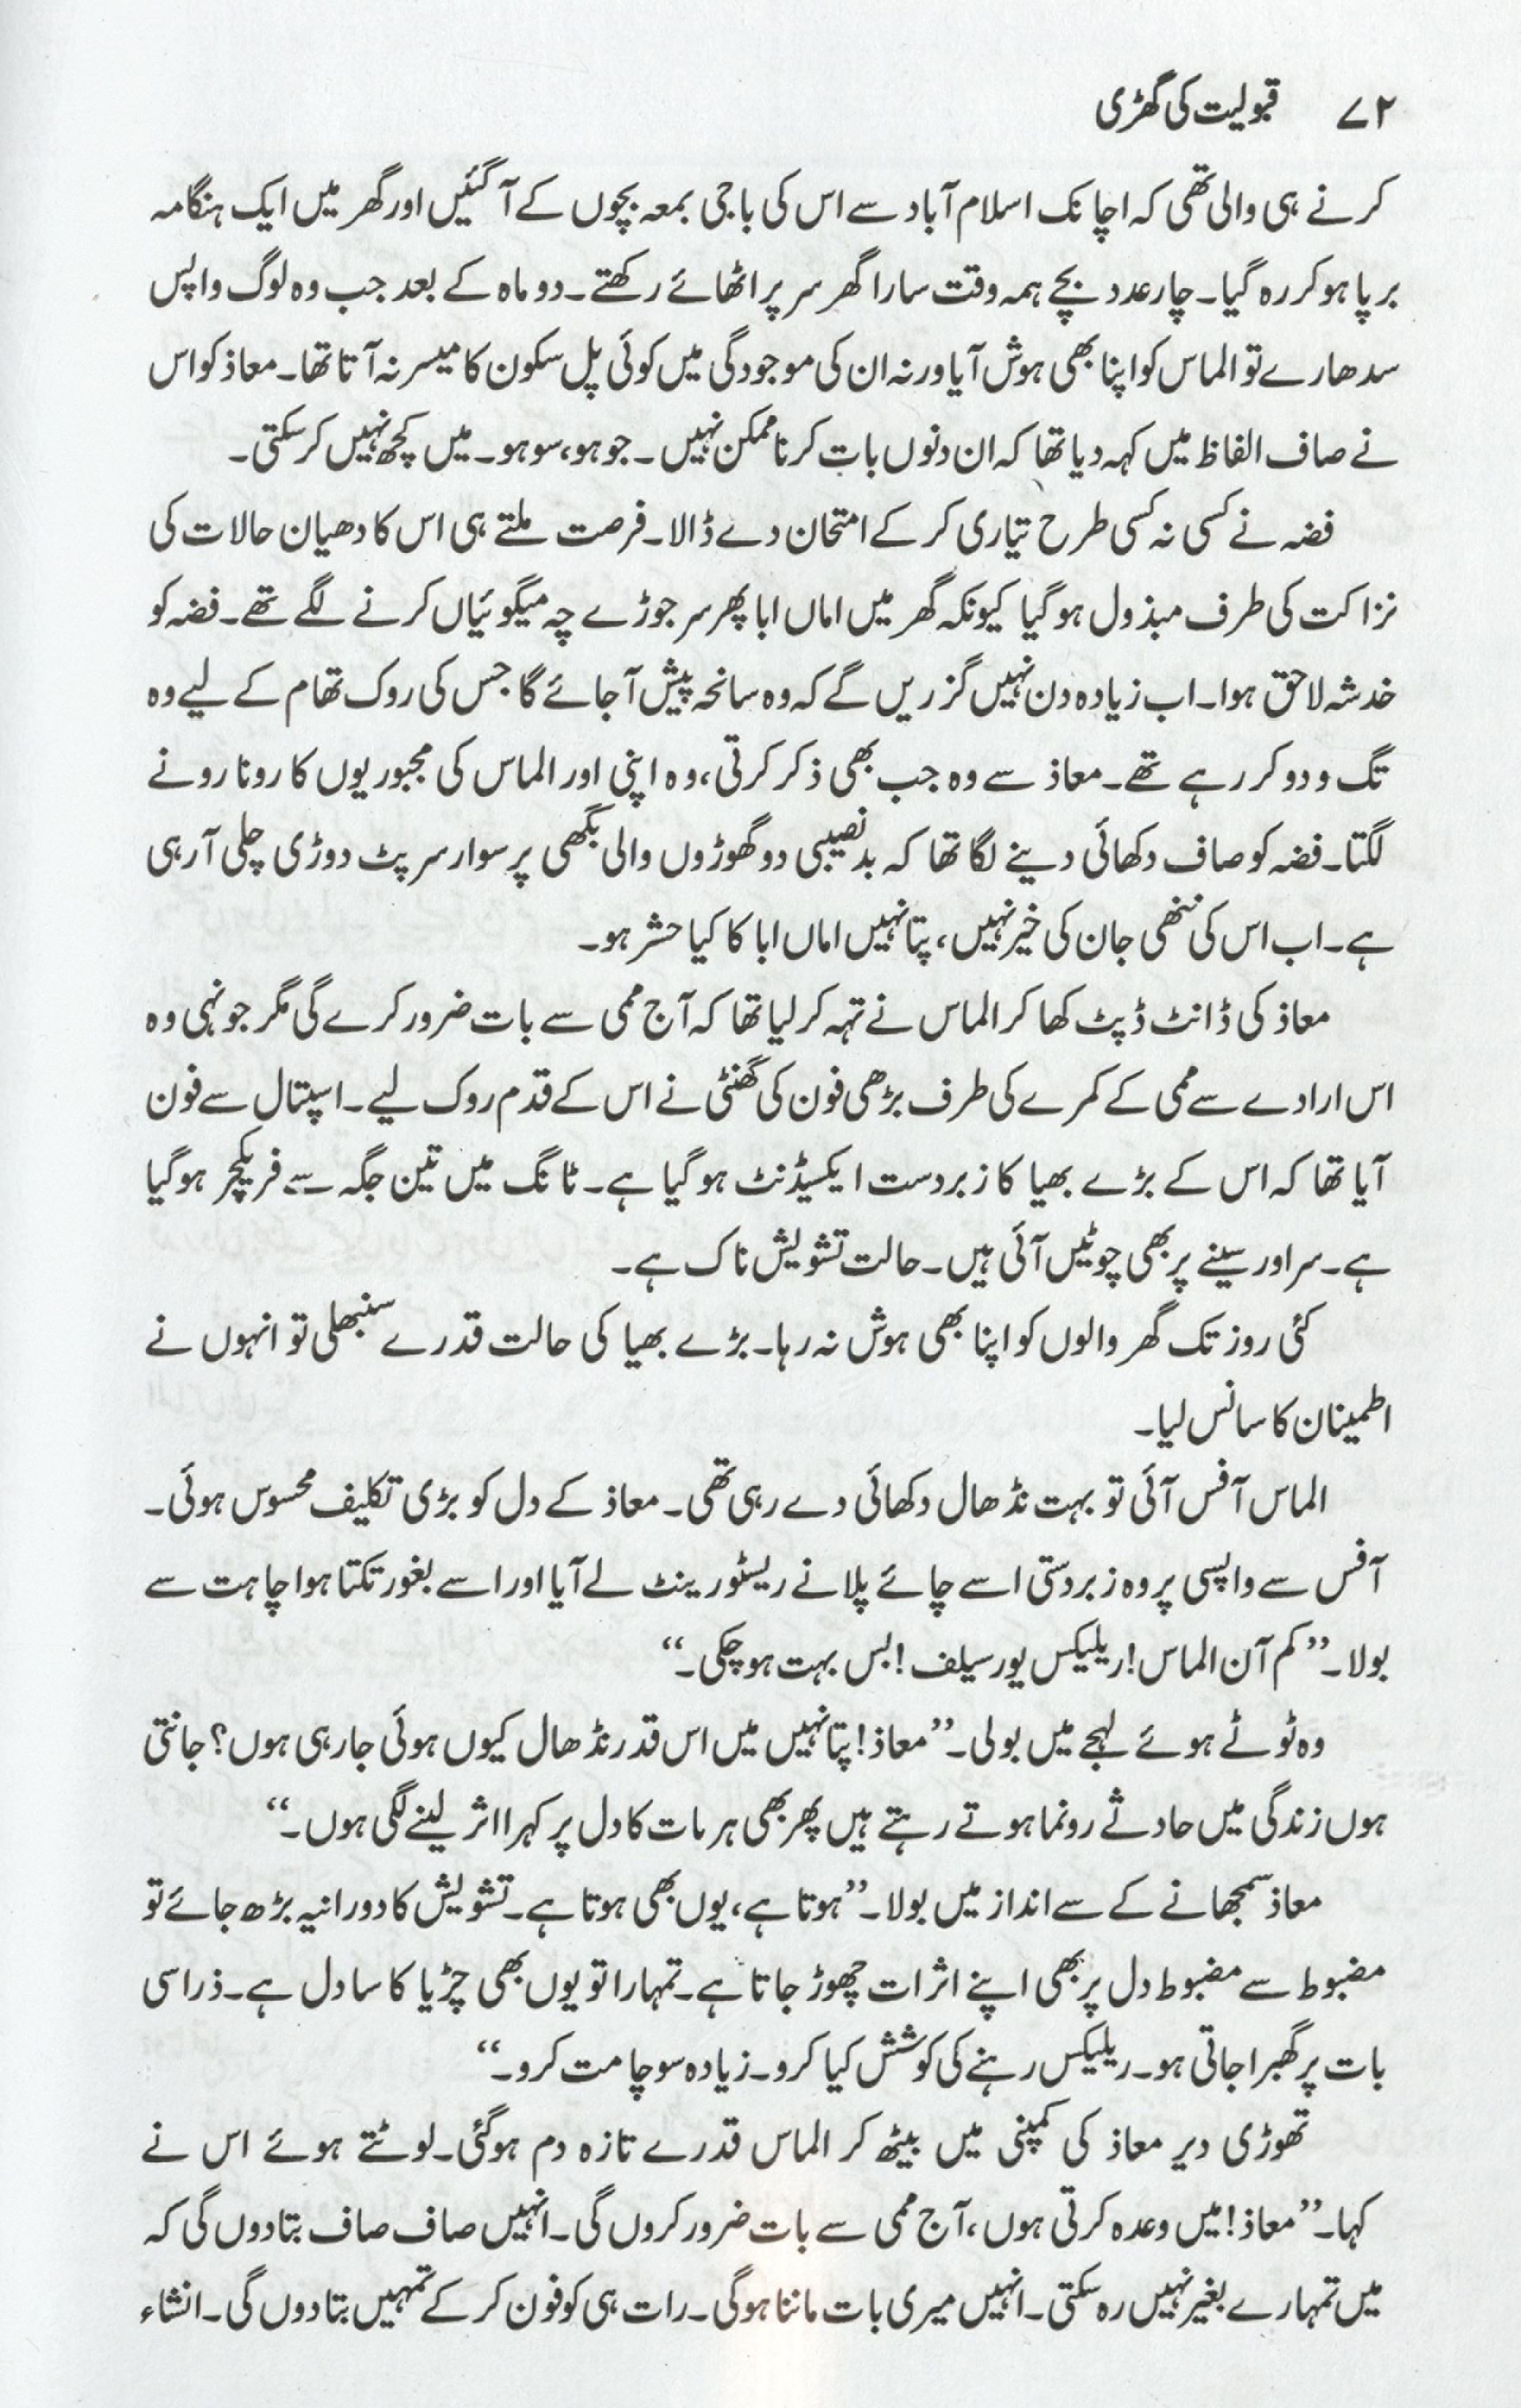 ۷۲ قبولیت کی گھڑی
کرنے ہی والی تھی کہ اچانک اسلام آباد سے اس کی باجی بمعہ بچوں کے آ گئیں اور گھر میں ایک ہنگامہ
برپا ہو کر رہ گیا۔ چار عدد بچے ہمہ وقت سارا گھر سر پر اٹھائے رکھتے۔ دو ماہ کے بعد جب وہ لوگ واپس
سدھارے تو الماس کو اپنا بھی ہوش آیا ورنہ ان کی موجودگی میں کوئی پل سکون کا میسر نہ آتا تھا۔ معاذ کو اس
نے صاف الفاظ میں کہہ دیا تھا کہ ان دنوں بات کرنا ممکن نہیں۔ جو ہو، سو ہو۔ میں کچھ نہیں کر سکتی۔
فضہ نے کسی نہ کسی طرح تیاری کر کے امتحان دے ڈالا۔ فرصت ملتے ہی اس کا دھیان حالات کی
نزاکت کی طرف مبذول ہو گیا کیونکہ گھر میں اماں ابا پھر سر جوڑے چہ میگوئیاں کرنے لگے تھے۔ فضہ کو
خدشہ لاحق ہوا۔ اب زیادہ دن نہیں گزریں گے کہ وہ سانحہ پیش آ جائے گا جس کی روک تھام کے لیے وہ
تگ و دو کر رہے تھے۔ معاذ سے وہ جب بھی ذکر کرتی، وہ اپنی اور الماس کی مجبوریوں کا رونا رونے
لگتا۔ فضہ کو صاف دکھائی دینے لگا تھا کہ بدنصیبی دو گھوڑوں والی بگھی پر سوار سرپٹ دوڑی چلی آ رہی
ہے۔ اب اس کی ننھی جان کی خیر نہیں، پتا نہیں اماں ابا کا کیا حشر ہو۔
معاذ کی ڈانٹ ڈپٹ کھا کر الماس نے تہہ کر لیا تھا کہ آج ممی سے بات ضرور کرے گی مگر جونہی وہ
اس ارادے سے ممی کے کمرے کی طرف بڑھی فون کی گھنٹی نے اس کے قدم روک لیے۔ اسپتال سے فون
آیا تھا کہ اس کے بڑے بھیا کا زبردست ایکسیڈنٹ ہو گیا ہے۔ ٹانگ میں تین جگہ سے فریکچر ہو گیا
ہے۔ سر اور سینے پر بھی چوٹیں آئی ہیں۔ حالت تشویش ناک ہے۔
کئی روز تک گھر والوں کو اپنا بھی ہوش نہ رہا۔ بڑے بھیا کی حالت قدرے سنبھلی تو انہوں نے
اطمینان کا سانس لیا۔
الماس آفس آئی تو بہت نڈھال دکھائی دے رہی تھی۔ معاذ کے دل کو بڑی تکلیف محسوس ہوئی۔
آفس سے واپسی پر وہ زبردستی اسے چائے پلانے ریسٹورینٹ لے آیا اور اسے بغور تکتا ہوا چاہت سے
بولا۔ ”کم آن الماس! ریلیکس یور سیلف! بس بہت ہو چکی۔“
وہ ٹوٹے ہوئے لہجے میں بولی۔ ”معاذ! پتا نہیں میں اس قدر نڈھال کیوں ہوئی جا رہی ہوں؟ جانتی
ہوں زندگی میں حادثے رونما ہوتے رہتے ہیں پھر بھی ہر بات کا دل پر گہرا اثر لینے لگی ہوں۔“
معاذ سمجھانے کے سے انداز میں بولا۔ ”ہوتا ہے، یوں بھی ہوتا ہے۔ تشویش کا دورانیہ بڑھ جائے تو
مضبوط سے مضبوط دل پر بھی اپنے اثرات چھوڑ جاتا ہے۔ تمہارا تو یوں بھی چڑیا کا سا دل ہے۔ ذرا سی
بات پر گھبرا جاتی ہو۔ ریلیکس رہنے کی کوشش کیا کرو۔ زیادہ سوچا مت کرو۔“
تھوڑی دیر معاذ کی کمپنی میں بیٹھ کر الماس قدرے تازہ دم ہو گئی۔ لوٹتے ہوئے اس نے
کہا۔ ”معاذ! میں وعدہ کرتی ہوں، آج ممی سے بات ضرور کروں گی۔ انہیں صاف صاف بتا دوں گی کہ
میں تمہارے بغیر نہیں رہ سکتی۔ انہیں میری بات ماننا ہو گی۔ رات ہی کو فون کر کے تمہیں بتا دوں گی۔ انشاء